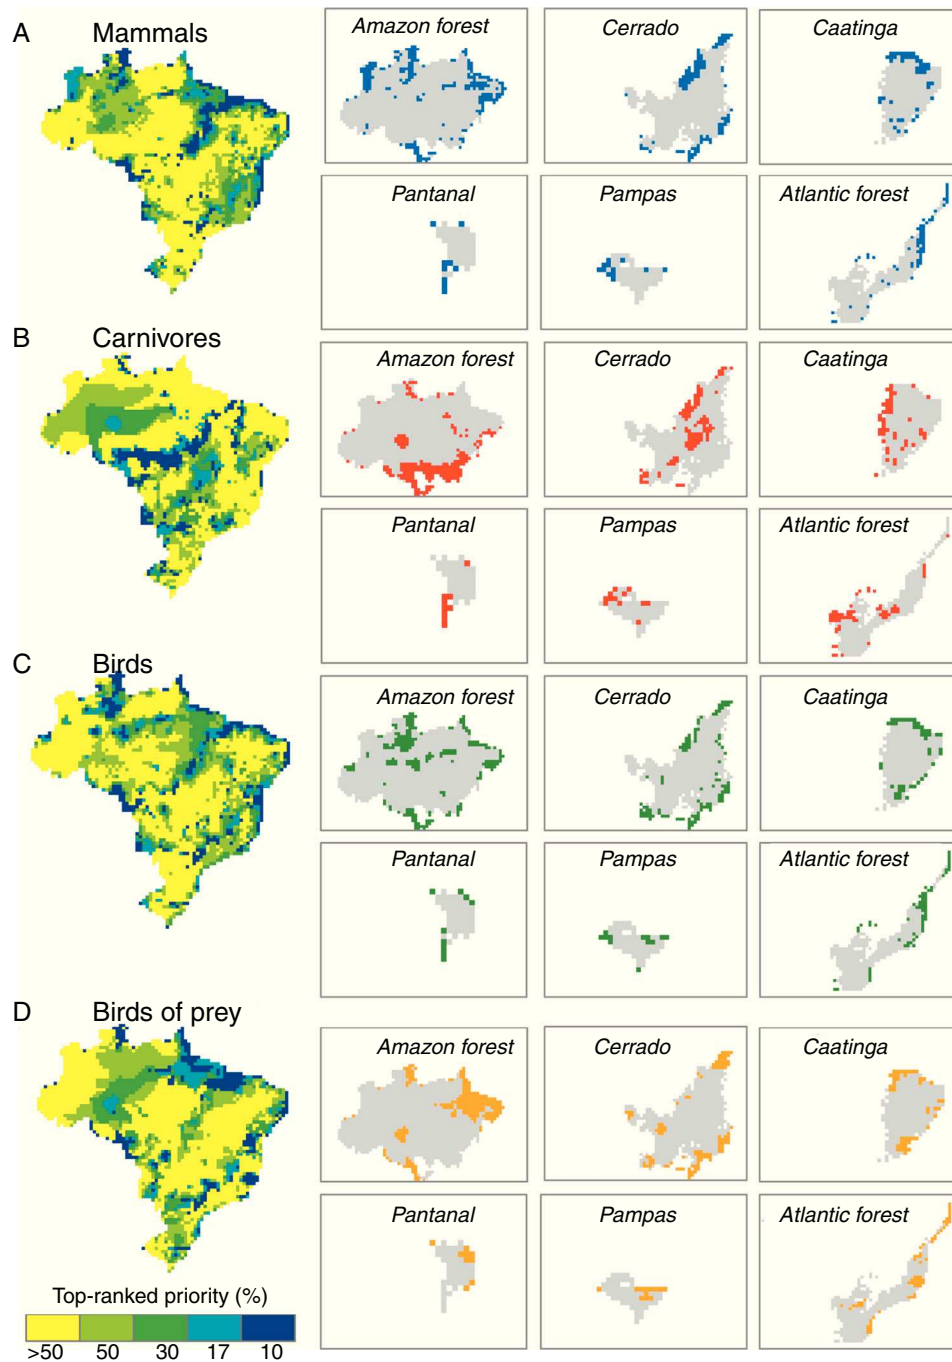 A Mammals
Amazon forest
Cerrado
Caatinga
Pantanal
Pampas
Atlantic forest
B Carnivores
Amazon forest
Cerrado
Caatinga
Pantanal
Pampas
Atlantic forest
C Birds
Amazon forest
Cerrado
Caatinga
Pantanal
Pampas
Atlantic forest
D Birds of prey
Amazon forest
Cerrado
Caatinga
Pantanal
Pampas
Atlantic forest
Top-ranked priority (%)
>50 50 30 17 10